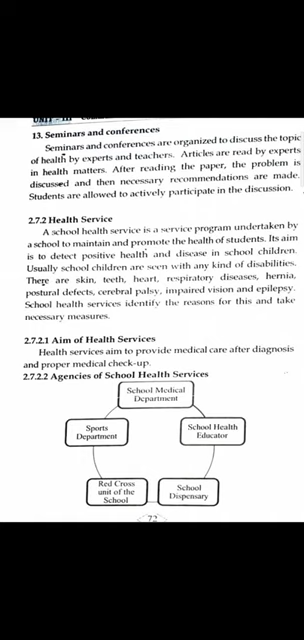 UNIT – III
13. Seminars and conferences
Seminars and conferences are organized to discuss the topic
of health by experts and teachers. Articles are read by experts
in health matters. After reading the paper, the problem is
discussed and then necessary recommendations are made.
Students are allowed to actively participate in the discussion.
2.7.2 Health Service
A school health service is a service program undertaken by
a school to maintain and promote the health of students. Its aim
is to detect positive health and disease in school children.
Usually school children are seen with any kind of disabilities.
There are skin, teeth, heart, respiratory diseases, hernia,
postural defects, cerebral palsy, impaired vision and epilepsy.
School health services identify the reasons for this and take
necessary measures.
2.7.2.1 Aim of Health Services
Health services aim to provide medical care after diagnosis
and proper medical check-up.
2.7.2.2 Agencies of School Health Services
School Medical
Department
Sports
Department
School Health
Educator
Red Cross
unit of the
School
School
Dispensary
72